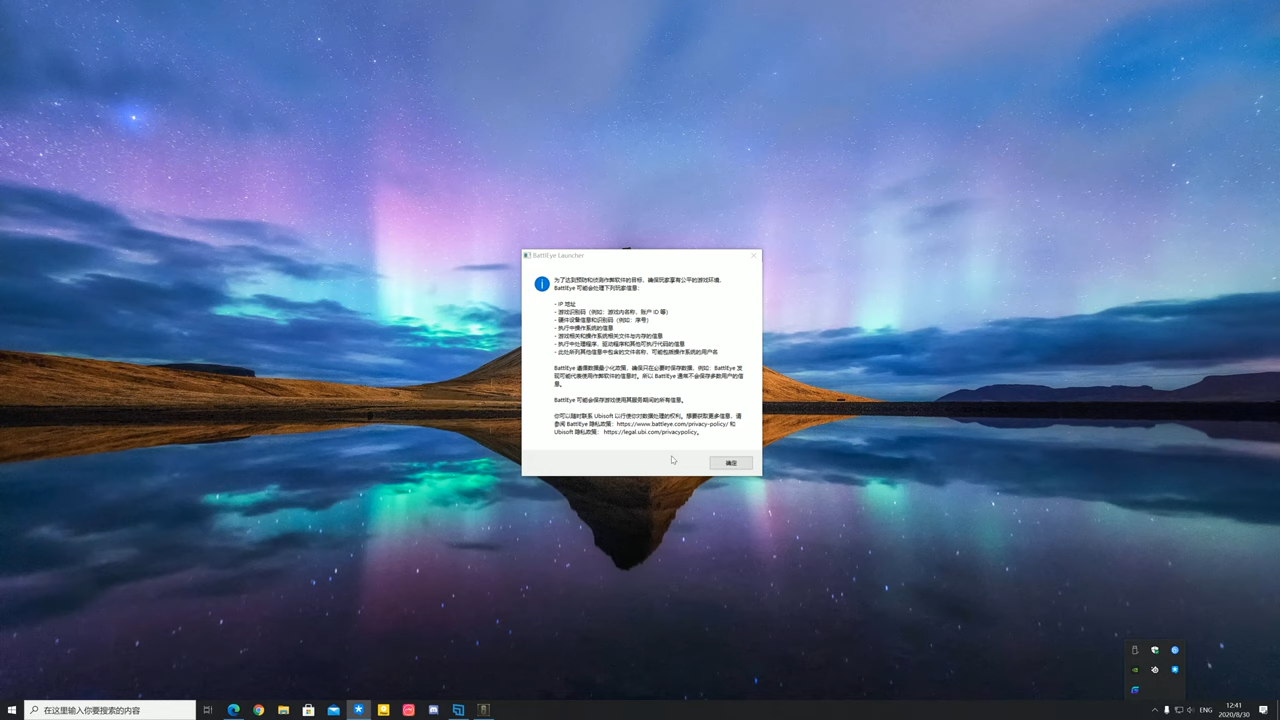 BattlEye Launcher
为了达到预防和侦测作弊软件的目标，确保玩家享有公平的游戏环境，
BattlEye 可能会处理下列玩家信息：
- IP 地址
- 游戏识别码（例如：游戏内名称、账户 ID 等）
- 硬件设备信息和识别码（例如：序号）
- 执行中操作系统的信息
- 游戏相关和操作系统相关文件与内存的信息
- 执行中处理程序、驱动程序和其他可执行代码的信息
- 此处所列其他信息中包含的文件名称，可能包括操作系统的用户名
BattlEye 遵循数据最小化政策，确保只在必要时保存数据，例如：BattlEye 发
现可能代表使用作弊软件的信息时。所以 BattlEye 通常不会保存多数用户的信
息。
BattlEye 可能会保存游戏使用其服务期间的所有信息。
你可以随时联系 Ubisoft 以行使你对数据处理的权利。想要获取更多信息，请
参阅 BattlEye 隐私政策：https://www.battleye.com/privacy-policy/ 和
Ubisoft 隐私政策： https://legal.ubi.com/privacypolicy。
确定
在这里输入你要搜索的内容
ENG
12:41
2020/8/30